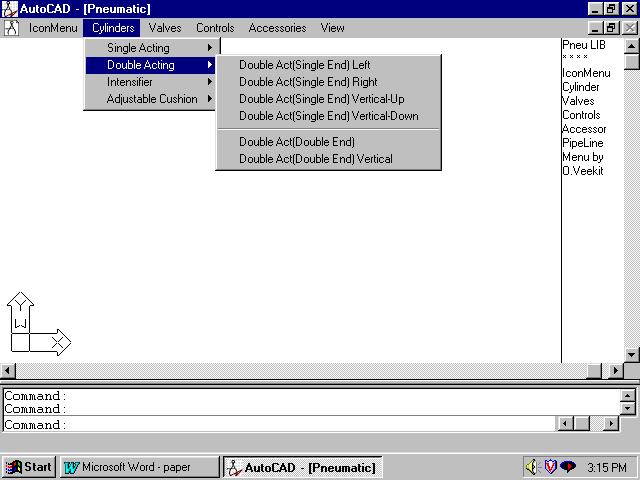 AutoCAD - [Pneumatic]
IconMenu Cylinders Valves Controls Accessories View
Single Acting
Double Acting
Intensifier
Adjustable Cushion
Double Act(Single End) Left
Double Act(Single End) Right
Double Act(Single End) Vertical-Up
Double Act(Single End) Vertical-Down
Double Act(Double End)
Double Act(Double End) Vertical
Pneu LIB
* * * *
IconMenu
Cylinder
Valves
Controls
Accessor
PipeLine
Menu by
O.Veekit
Y
W
X
Command:
Command:
Command:
Start Microsoft Word - paper AutoCAD - [Pneumatic] 3:15 PM